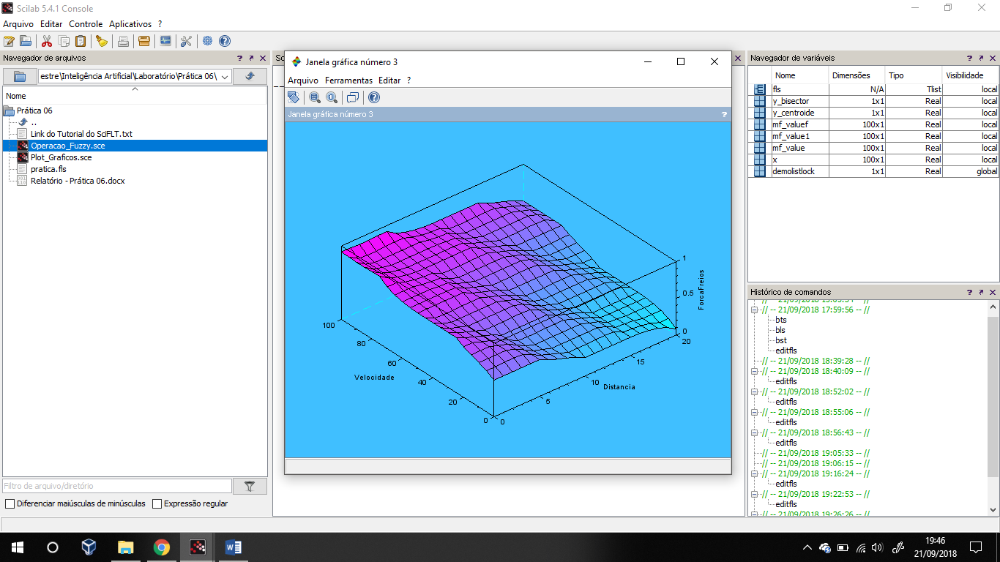 Scilab 5.4.1 Console
Arquivo Editar Controle Aplicativos ?
Navegador de arquivos
estre\Inteligência Artificial\Laboratório\Prática 06\
Nome
Prática 06
..
Link do Tutorial do SciFLT.txt
Operacao_Fuzzy.sce
Plot_Graficos.sce
pratica.fls
Relatório - Prática 06.docx
Filtro de arquivo/diretório
Diferenciar maiúsculas de minúsculas Expressão regular
Sc
--
Janela gráfica número 3
Arquivo Ferramentas Editar ?
Janela gráfica número 3
1
0.5
0
ForcaFreios
20
15
10
5
0
Distancia
100
80
60
40
20
0
Velocidade
Navegador de variáveis
Nome Dimensões Tipo Visibilidade
fls N/A Tlist local
y_bisector 1x1 Real local
y_centroide 1x1 Real local
mf_valuef 100x1 Real local
mf_value1 100x1 Real local
mf_value 100x1 Real local
x 100x1 Real local
demolistlock 1x1 Real global
Histórico de comandos
// -- 21/09/2018 17:59:56 -- //
bts
bls
bst
editfls
// -- 21/09/2018 18:39:28 -- //
// -- 21/09/2018 18:40:09 -- //
editfls
// -- 21/09/2018 18:52:02 -- //
editfls
// -- 21/09/2018 18:55:06 -- //
editfls
// -- 21/09/2018 18:56:43 -- //
editfls
// -- 21/09/2018 19:05:33 -- //
// -- 21/09/2018 19:06:15 -- //
// -- 21/09/2018 19:16:24 -- //
editfls
// -- 21/09/2018 19:22:53 -- //
editfls
// -- 21/09/2018 19:26:26 -- //
19:46
21/09/2018